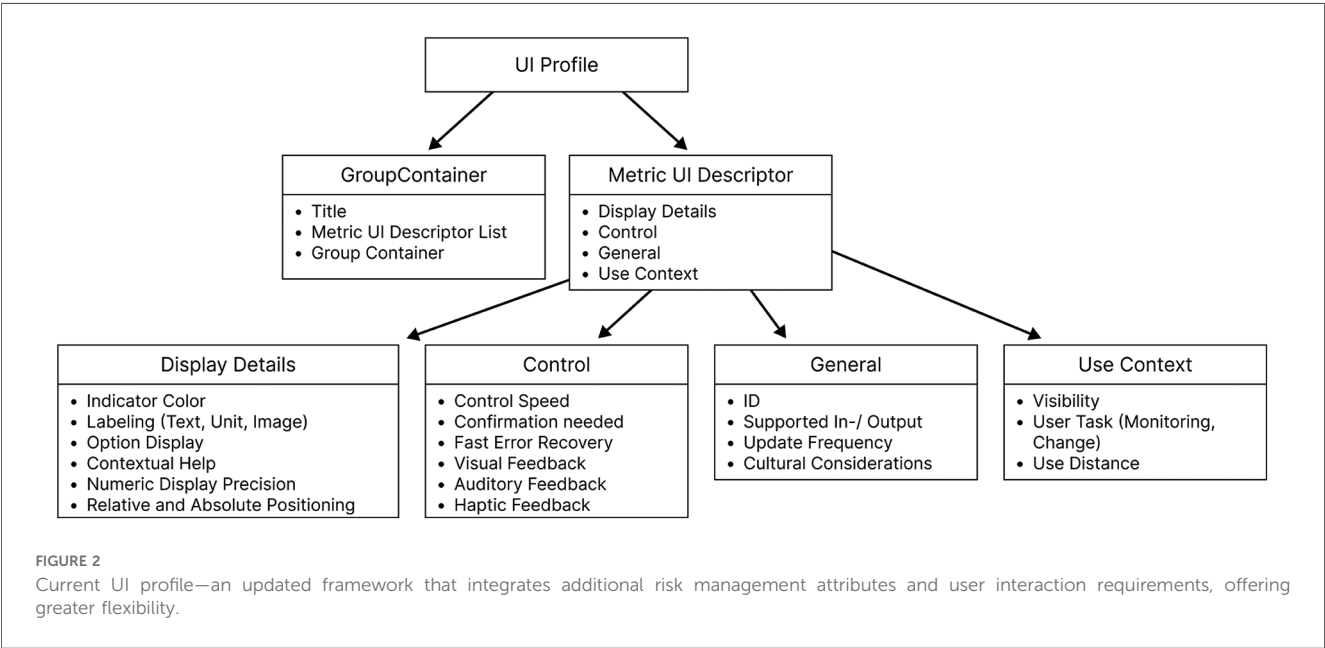 UI Profile
GroupContainer
• Title
• Metric UI Descriptor List
• Group Container
Metric UI Descriptor
• Display Details
• Control
• General
• Use Context
Display Details
• Indicator Color
• Labeling (Text, Unit, Image)
• Option Display
• Contextual Help
• Numeric Display Precision
• Relative and Absolute Positioning
Control
• Control Speed
• Confirmation needed
• Fast Error Recovery
• Visual Feedback
• Auditory Feedback
• Haptic Feedback
General
• ID
• Supported In-/ Output
• Update Frequency
• Cultural Considerations
Use Context
• Visibility
• User Task (Monitoring,
Change)
• Use Distance
FIGURE 2
Current UI profile—an updated framework that integrates additional risk management attributes and user interaction requirements, offering
greater flexibility.